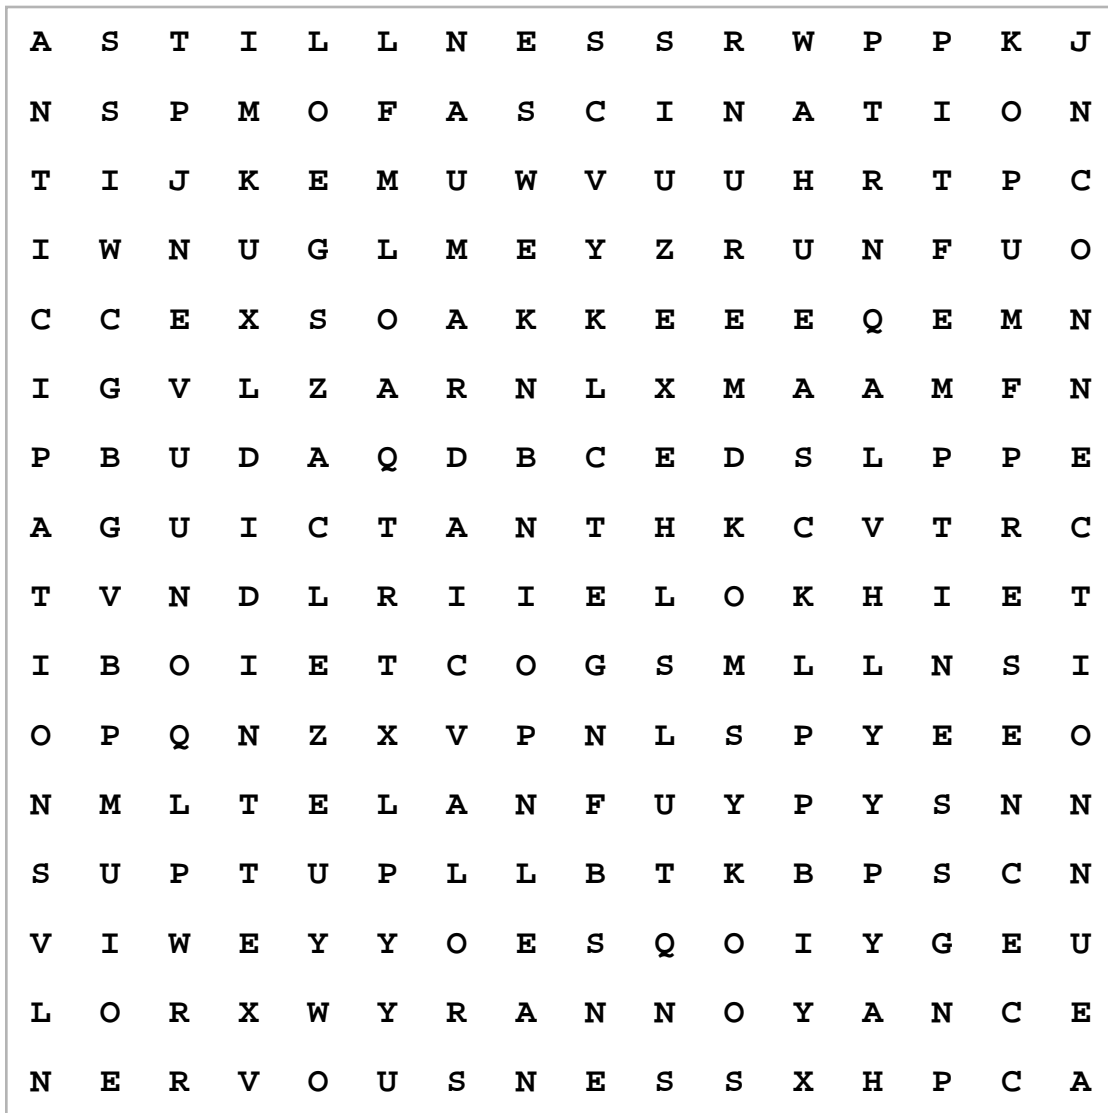 A S T I L L N E S S R W P P K J
N S P M O F A S C I N A T I O N
T I J K E M U W V U U H R T P C
I W N U G L M E Y Z R U N F U O
C C E X S O A K K E E E Q E M N
I G V L Z A R N L X M A A M F N
P B U D A Q D B C E D S L P P E
A G U I C T A N T H K C V T R C
T V N D L R I I E L O K H I E T
I B O I E T C O G S M L L N S I
O P Q N Z X V P N L S P Y E E O
N M L T E L A N F U Y P Y S N N
S U P T U P L L B T K B P S C N
V I W E Y Y O E S Q O I Y G E U
L O R X W Y R A N N O Y A N C E
N E R V O U S N E S S X H P C A